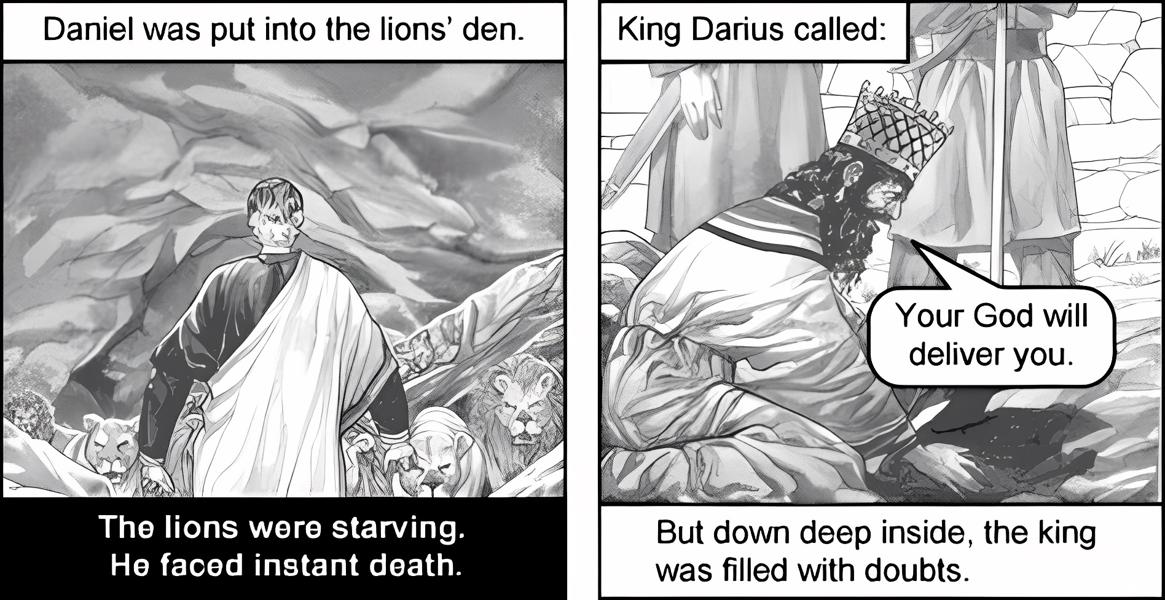 Daniel was put into the lions’ den.
The lions were starving.
He faced instant death.
King Darius called:
Your God will
deliver you.
But down deep inside, the king
was filled with doubts.